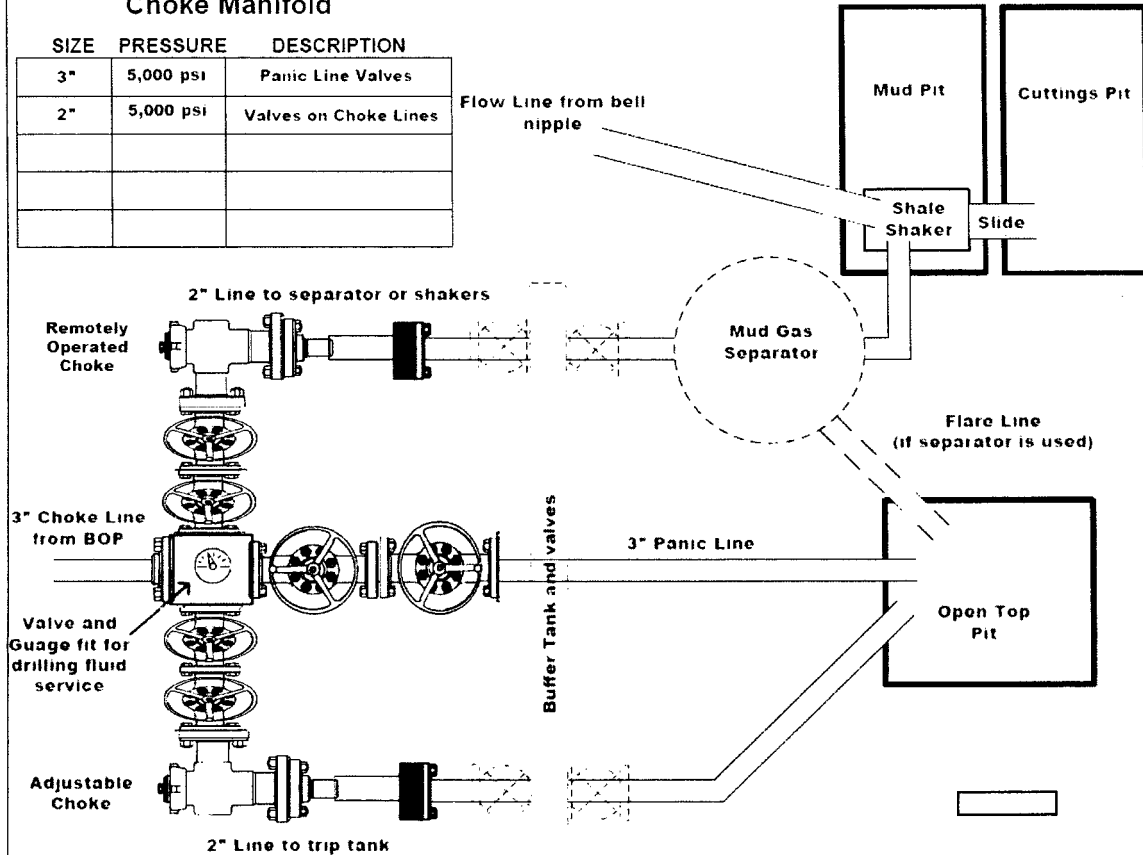 Choke Manifold
SIZE PRESSURE DESCRIPTION
3" 5,000 psi Panic Line Valves
2" 5,000 psi Valves on Choke Lines
Flow Line from bell
nipple
Mud Pit
Cuttings Pit
Shale
Shaker
Slide
2" Line to separator or shakers
Remotely
Operated
Choke
Mud Gas
Separator
Flare Line
(if separator is used)
3" Choke Line
from BOP
3" Panic Line
Buffer Tank and valves
Open Top
Pit
Valve and
Guage fit for
drilling fluid
service
Adjustable
Choke
2" Line to trip tank